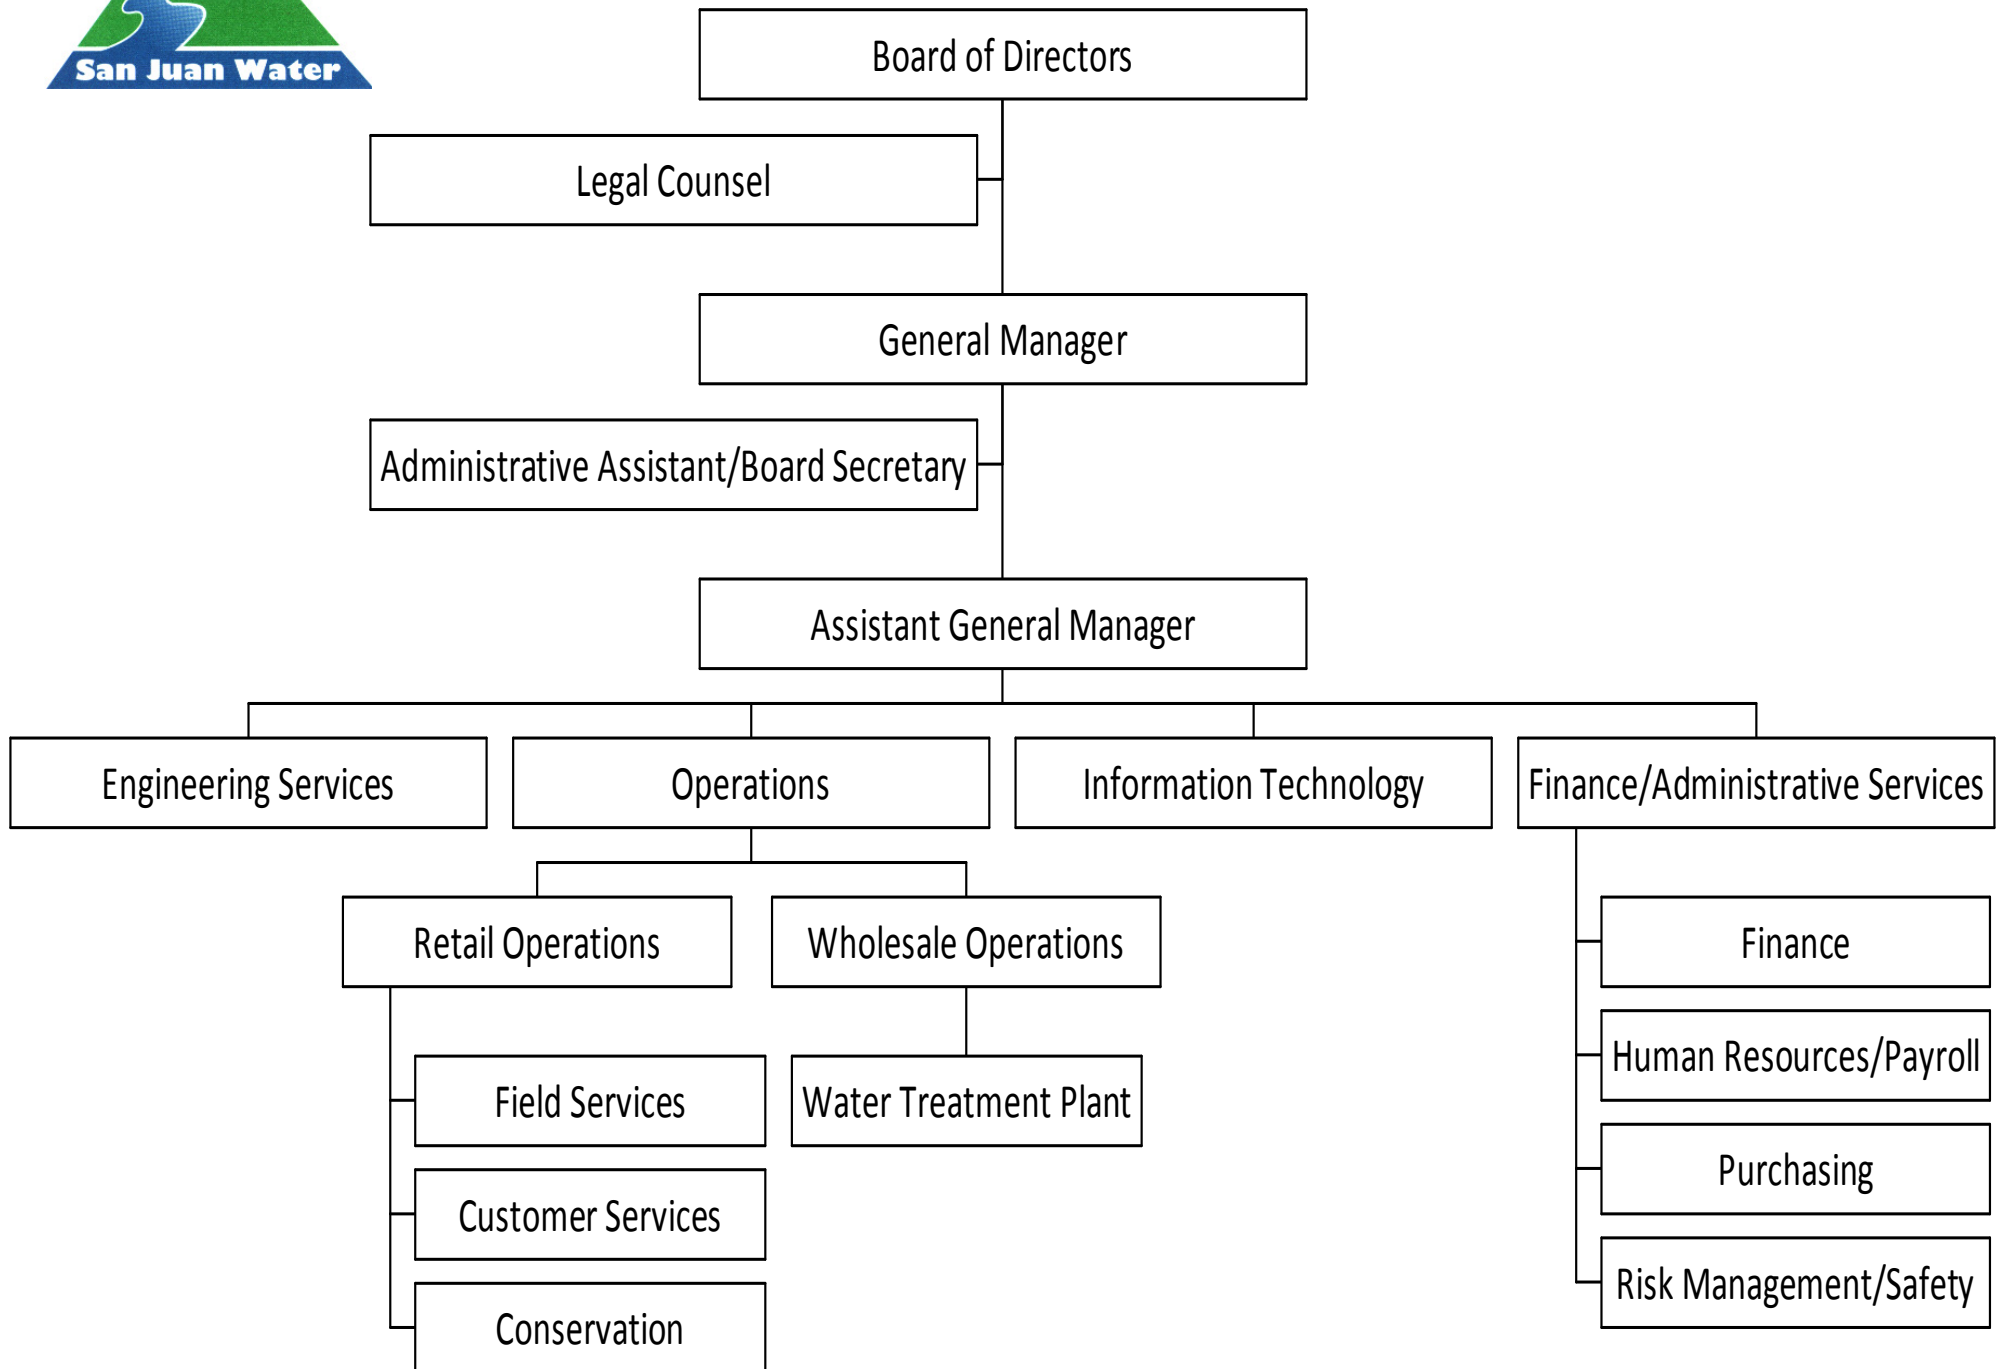 San Juan Water
Board of Directors
Legal Counsel
General Manager
Administrative Assistant/Board Secretary
Assistant General Manager
Engineering Services
Operations
Information Technology
Finance/Administrative Services
Retail Operations
Wholesale Operations
Finance
Human Resources/Payroll
Field Services
Water Treatment Plant
Purchasing
Customer Services
Risk Management/Safety
Conservation